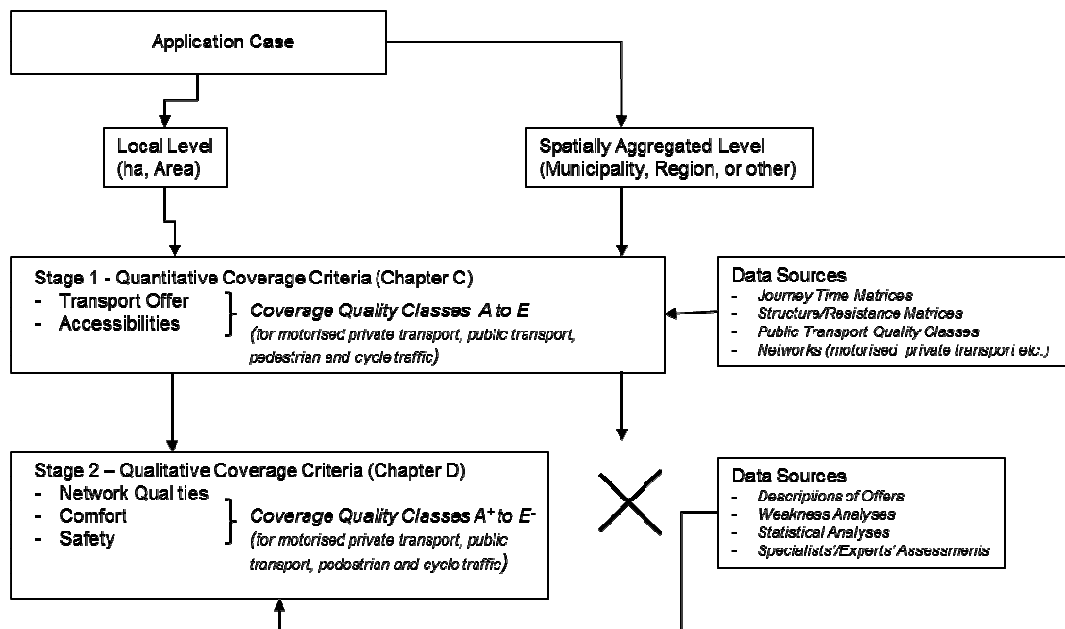 Application Case
Local Level
(ha, Area)
Spatially Aggregated Level
(Municipality, Region, or other)
Stage 1 - Quantitative Coverage Criteria (Chapter C)
- Transport Offer
- Accessibilities
Coverage Quality Classes A to E
(for motorised private transport, public transport,
pedestrian and cycle traffic)
Data Sources
- Journey Time Matrices
- Structure/Resistance Matrices
- Public Transport Quality Classes
- Networks (motorised private transport etc.)
Stage 2 – Qualitative Coverage Criteria (Chapter D)
- Network Qualities
- Comfort
- Safety
Coverage Quality Classes A⁺ to E⁻
(for motorised private transport, public
transport, pedestrian and cycle traffic)
Data Sources
- Descriptions of Offers
- Weakness Analyses
- Statistical Analyses
- Specialists'/Experts' Assessments